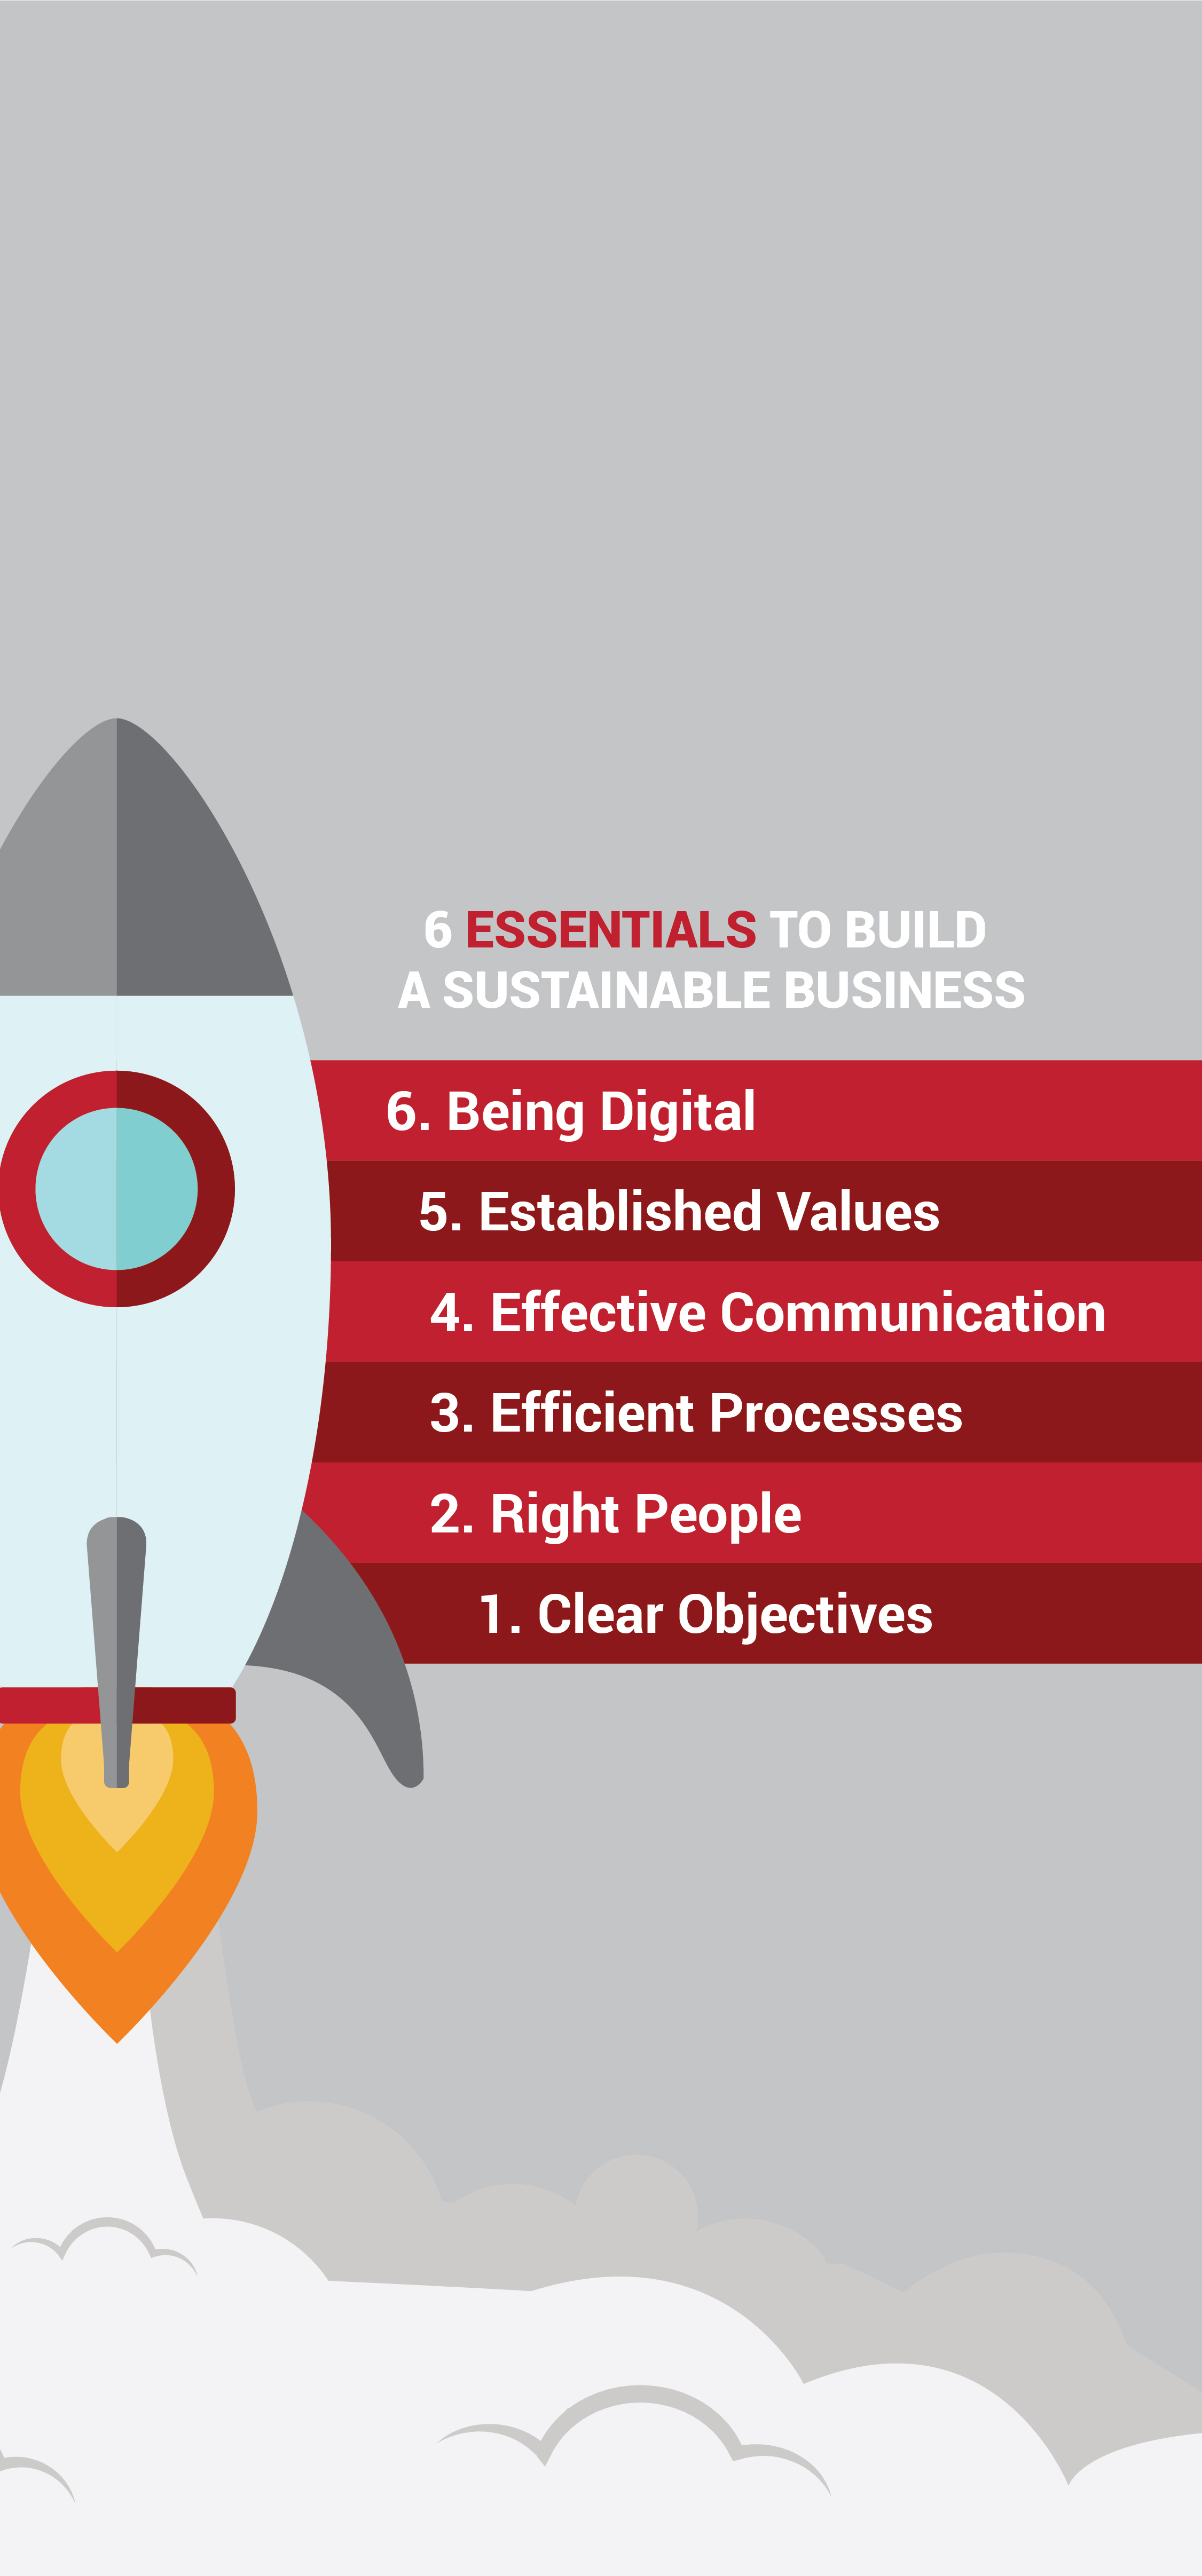 6 ESSENTIALS TO BUILD
A SUSTAINABLE BUSINESS
6. Being Digital
5. Established Values
4. Effective Communication
3. Efficient Processes
2. Right People
1. Clear Objectives